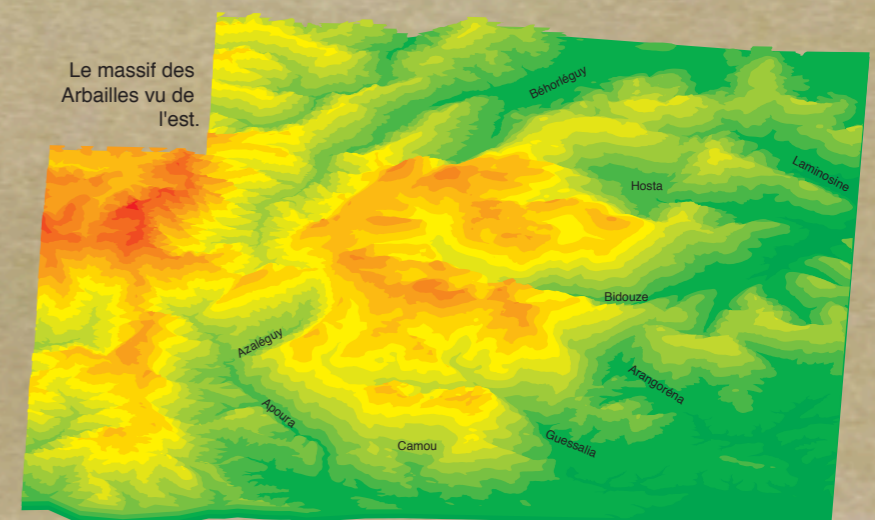 Le massif des
Arbailles vu de
l'est.
Béhorléguy
Laminosine
Hosta
Bidouze
Azaléguy
Arangoréna
Apoura
Guessalia
Camou